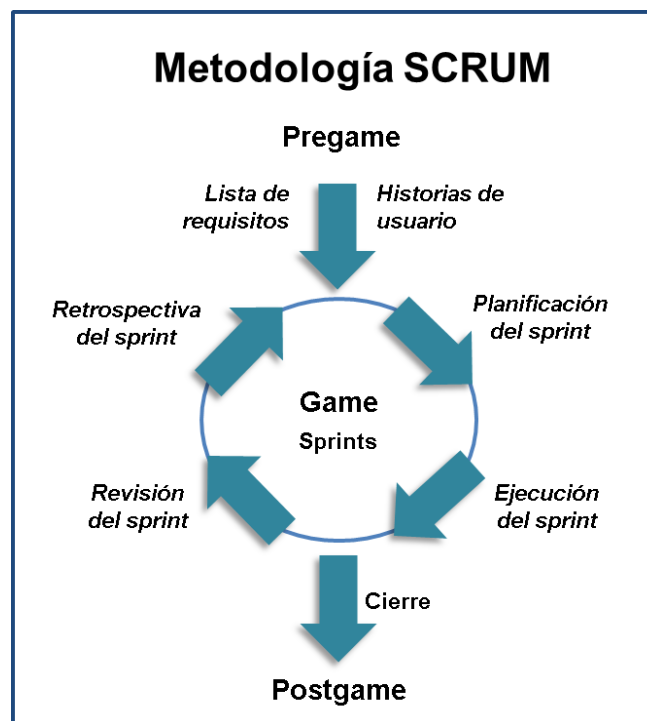 Metodología SCRUM
Pregame
Lista de
requisitos
Historias de
usuario
Retrospectiva
del sprint
Planificación
del sprint
Game
Sprints
Revisión
del sprint
Ejecución
del sprint
Cierre
Postgame